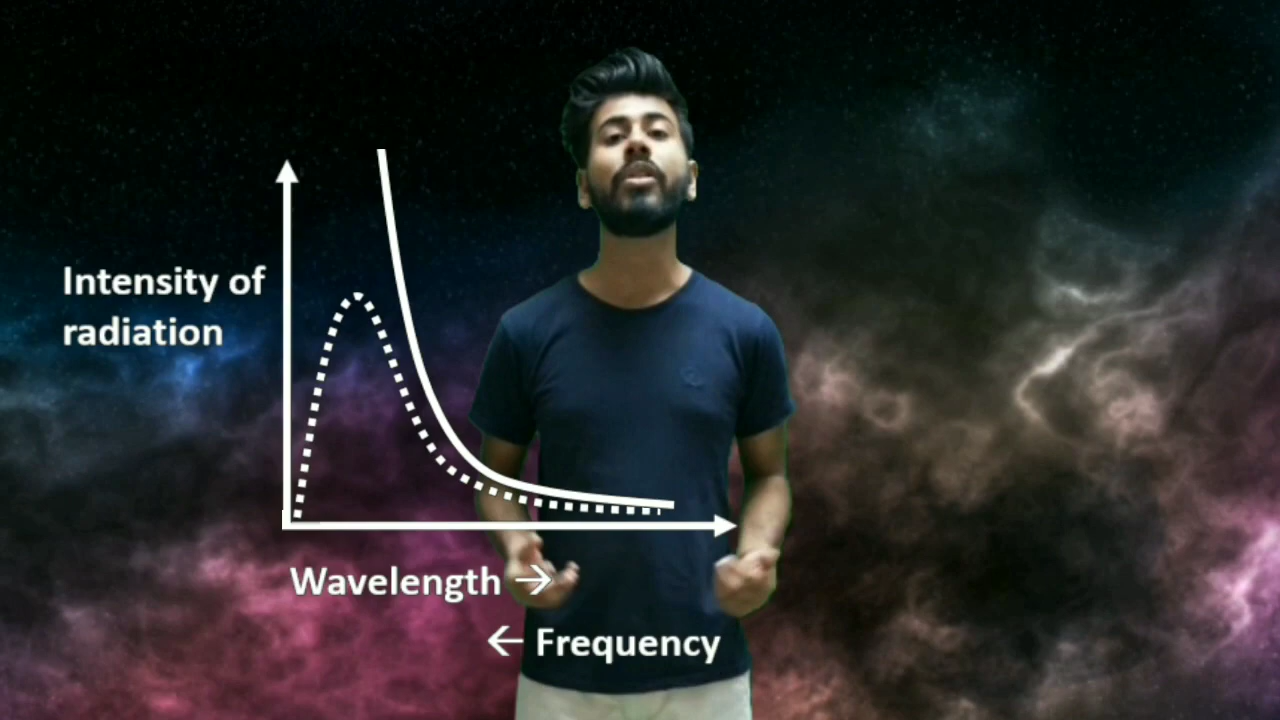 Intensity of
radiation
Wavelength →
← Frequency